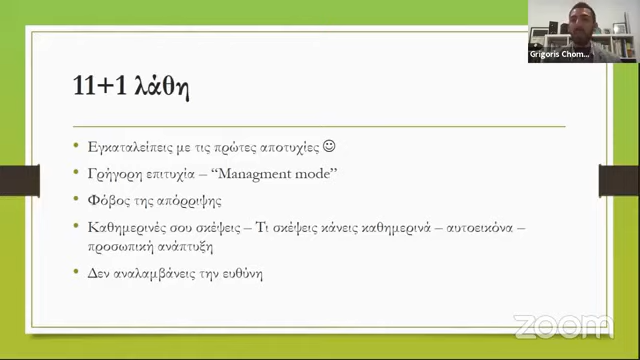 Grigoris Chom...
11+1 λάθη
• Εγκαταλείπεις με τις πρώτες αποτυχίες ☺
• Γρήγορη επιτυχία – “Managment mode”
• Φόβος της απόρριψης
• Καθημερινές σου σκέψεις – Τι σκέψεις κάνεις καθημερινά – αυτοεικόνα –
προσωπική ανάπτυξη
• Δεν αναλαμβάνεις την ευθύνη
zoom